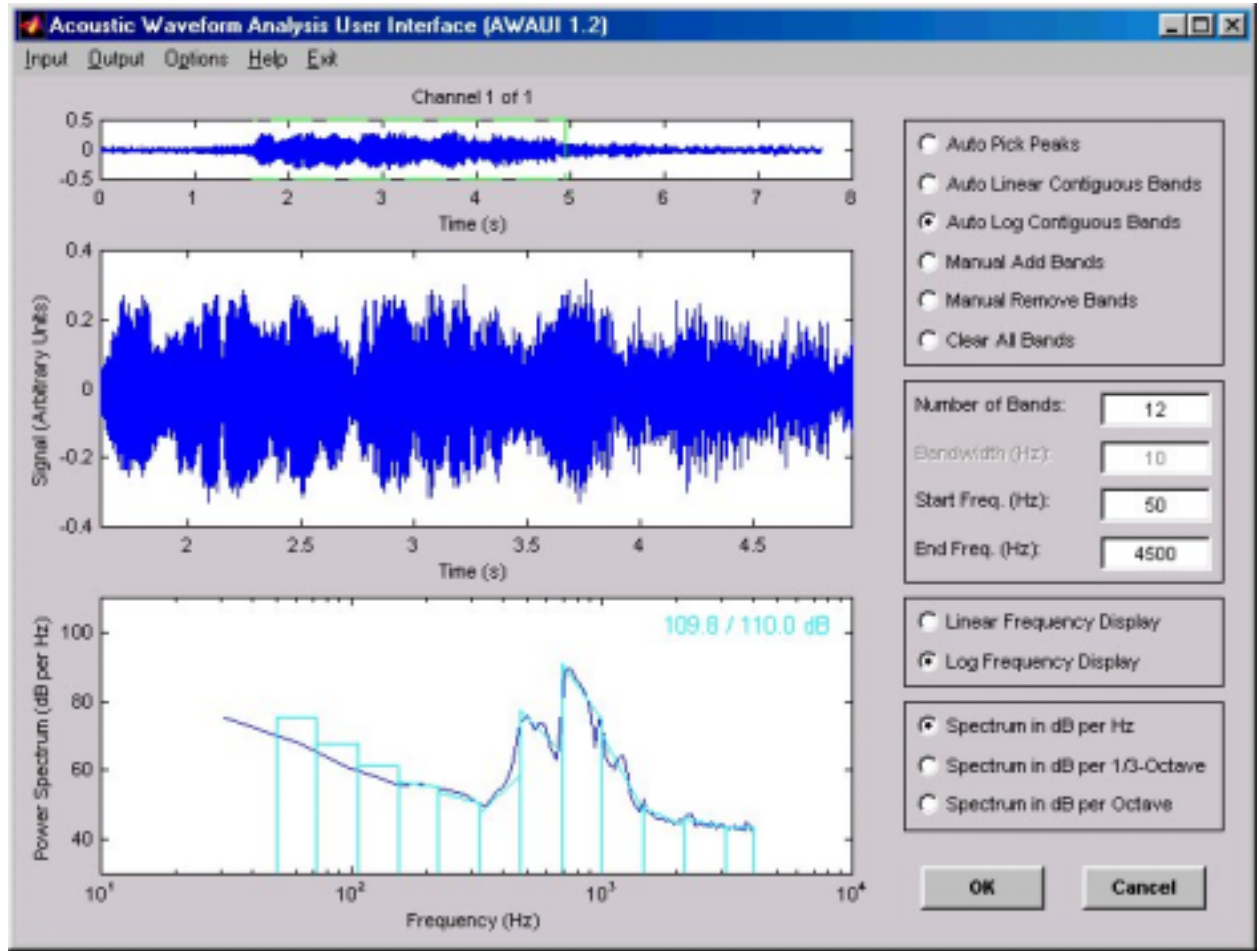 Acoustic Waveform Analysis User Interface (AWAUI 1.2)
Input Output Options Help Exit
Channel 1 of 1
0.5
0
-0.5
0 1 2 3 4 5 6 7 8
Time (s)
0.4
0.2
0
-0.2
-0.4
Signal (Arbitrary Units)
2 2.5 3 3.5 4 4.5
Time (s)
109.8 / 110.0 dB
100
80
60
40
Power Spectrum (dB per Hz)
10¹ 10² 10³ 10⁴
Frequency (Hz)
Auto Pick Peaks
Auto Linear Contiguous Bands
Auto Log Contiguous Bands
Manual Add Bands
Manual Remove Bands
Clear All Bands
Number of Bands: 12
Bandwidth (Hz): 10
Start Freq. (Hz): 50
End Freq. (Hz): 4500
Linear Frequency Display
Log Frequency Display
Spectrum in dB per Hz
Spectrum in dB per 1/3-Octave
Spectrum in dB per Octave
OK Cancel